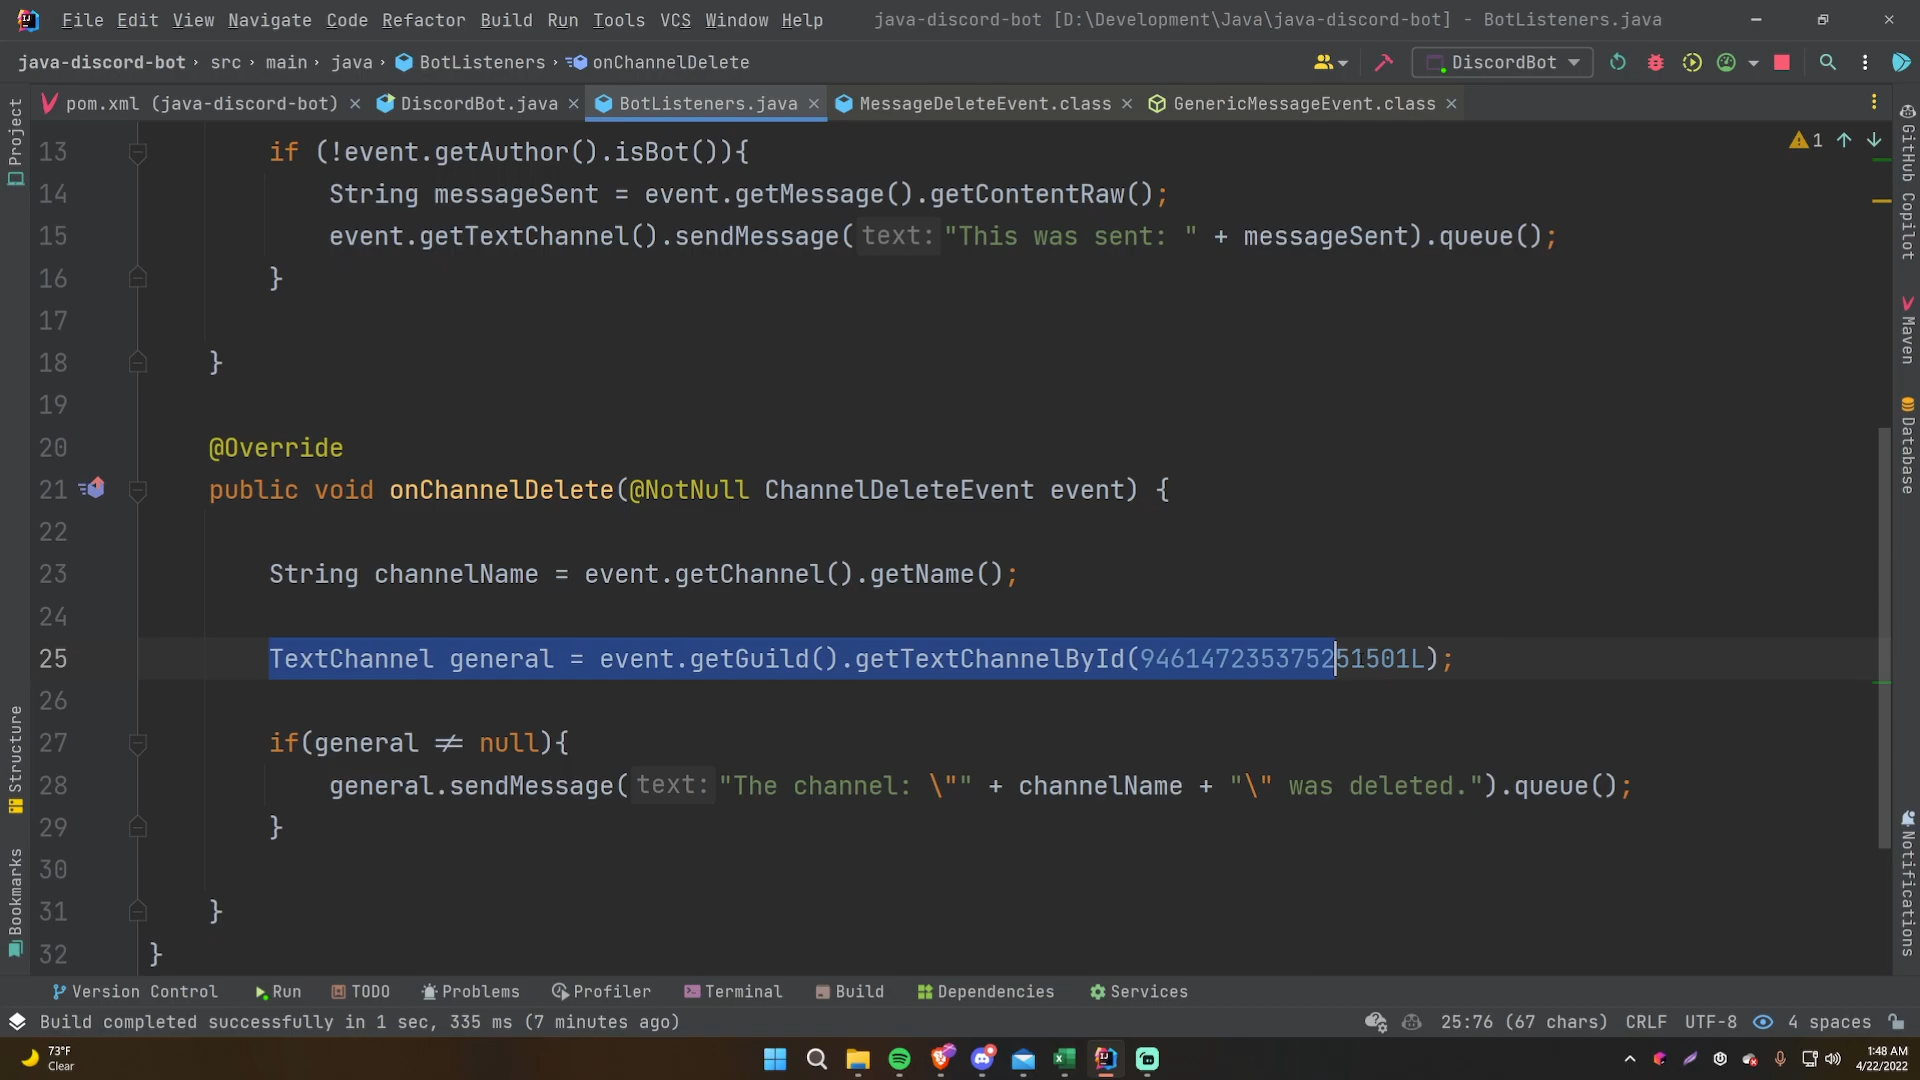 File Edit View Navigate Code Refactor Build Run Tools VCS Window Help java-discord-bot [D:\Development\Java\java-discord-bot] - BotListeners.java
java-discord-bot › src › main › java › BotListeners › onChannelDelete DiscordBot
pom.xml (java-discord-bot) DiscordBot.java BotListeners.java MessageDeleteEvent.class GenericMessageEvent.class
Project
13 if (!event.getAuthor().isBot()){
1
14 String messageSent = event.getMessage().getContentRaw();
15 event.getTextChannel().sendMessage( text: "This was sent: " + messageSent).queue();
16 }
17
18 }
19
20 @Override
21 public void onChannelDelete(@NotNull ChannelDeleteEvent event) {
22
23 String channelName = event.getChannel().getName();
24
25 TextChannel general = event.getGuild().getTextChannelById(946147235375251501L);
26
27 if(general ≠ null){
28 general.sendMessage( text: "The channel: \"" + channelName + "\" was deleted.").queue();
29 }
30
31 }
32 }
Structure
Bookmarks
GitHub Copilot
Maven
Database
Notifications
Version Control Run TODO Problems Profiler Terminal Build Dependencies Services
Build completed successfully in 1 sec, 335 ms (7 minutes ago) 25:76 (67 chars) CRLF UTF-8 4 spaces
73°F
Clear
1:48 AM
4/22/2022